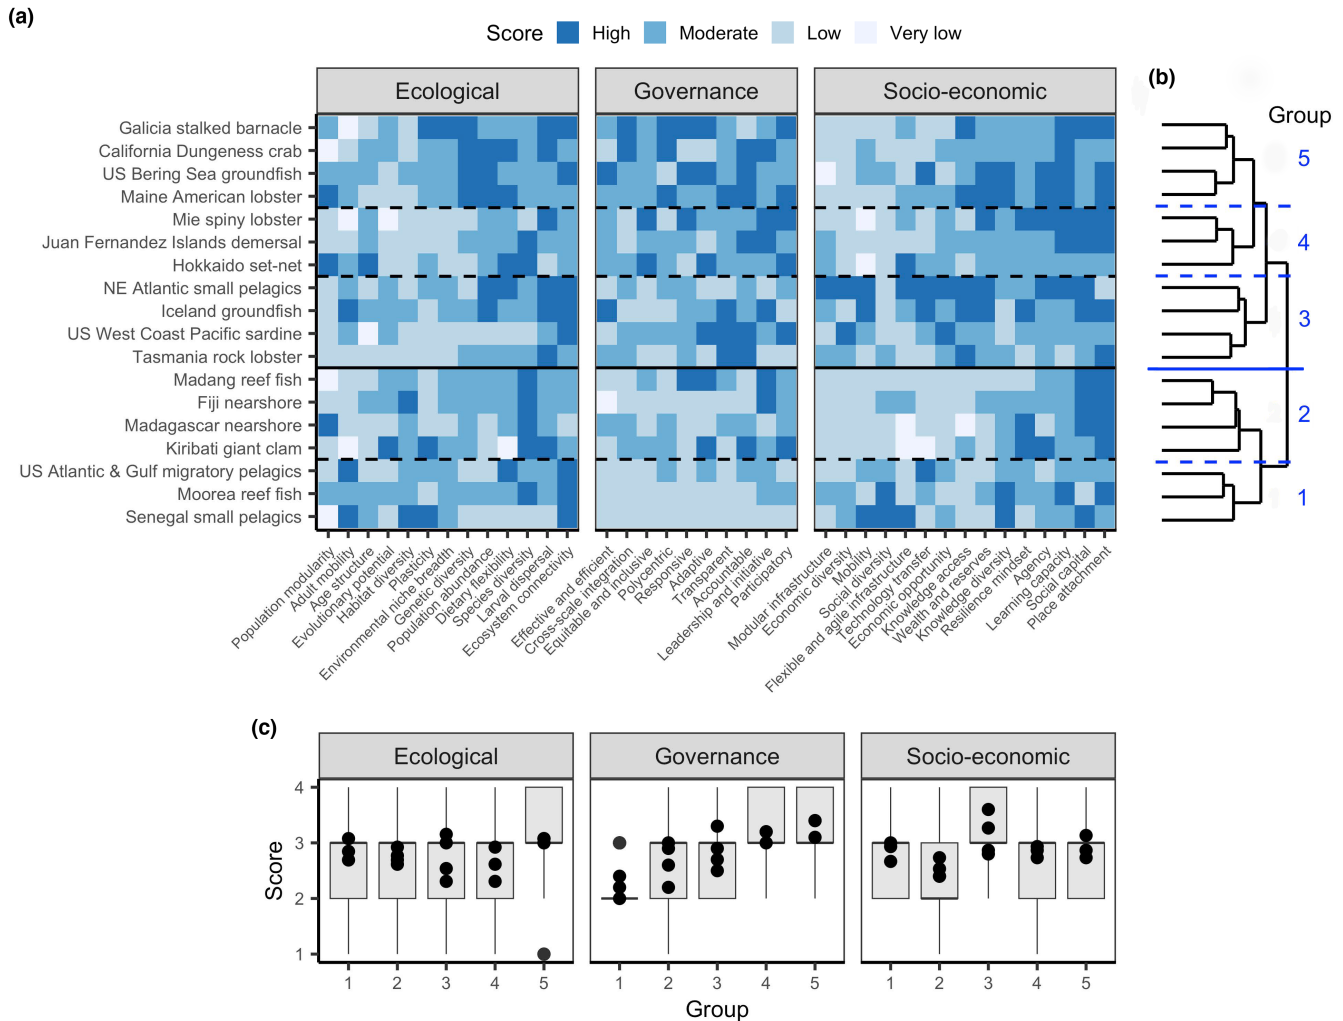 (a)
Score High Moderate Low Very low
Ecological Governance Socio-economic
(b)
Group
Galicia stalked barnacle
California Dungeness crab
US Bering Sea groundfish
Maine American lobster
Mie spiny lobster
Juan Fernandez Islands demersal
Hokkaido set-net
NE Atlantic small pelagics
Iceland groundfish
US West Coast Pacific sardine
Tasmania rock lobster
Madang reef fish
Fiji nearshore
Madagascar nearshore
Kiribati giant clam
US Atlantic & Gulf migratory pelagics
Moorea reef fish
Senegal small pelagics
5
4
3
2
1
Population modularity
Adult mobility
Age structure
Evolutionary potential
Habitat diversity
Plasticity
Environmental niche breadth
Genetic diversity
Population abundance
Dietary flexibility
Species diversity
Larval dispersal
Ecosystem connectivity
Effective and efficient
Cross-scale integration
Equitable and inclusive
Polycentric
Responsive
Adaptive
Transparent
Accountable
Leadership and initiative
Participatory
Modular infrastructure
Economic diversity
Mobility
Social diversity
Flexible and agile infrastructure
Technology transfer
Economic opportunity
Knowledge access
Wealth and reserves
Knowledge diversity
Resilience mindset
Agency
Learning capacity
Social capital
Place attachment
(c)
Ecological Governance Socio-economic
Score
4
3
2
1
1 2 3 4 5 1 2 3 4 5 1 2 3 4 5
Group